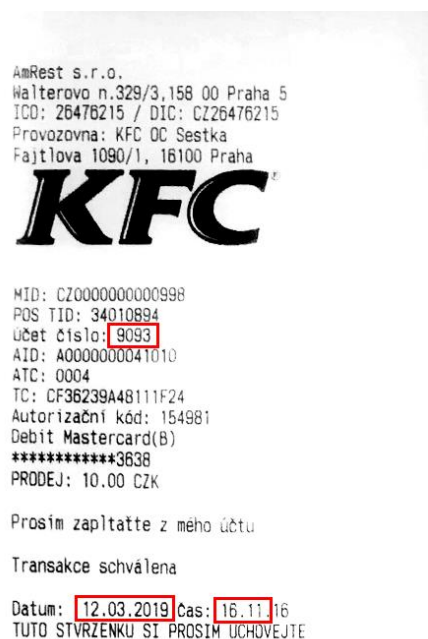 AmRest s.r.o.
Walterovo n.329/3,158 00 Praha 5
ICO: 26476215 / DIC: CZ26476215
Provozovna: KFC OC Sestka
Fajtlova 1090/1, 16100 Praha
KFC
MID: CZ0000000000998
POS TID: 34010894
účet číslo: 9093
AID: A0000000041010
ATC: 0004
TC: CF36239A48111F24
Autorizační kód: 154981
Debit Mastercard(B)
************3638
PRODEJ: 10.00 CZK
Prosím zapltaťte z mého účtu
Transakce schválena
Datum: 12.03.2019 Čas: 16.11.16
TUTO STVRZENKU SI PROSIM UCHOVEJTE